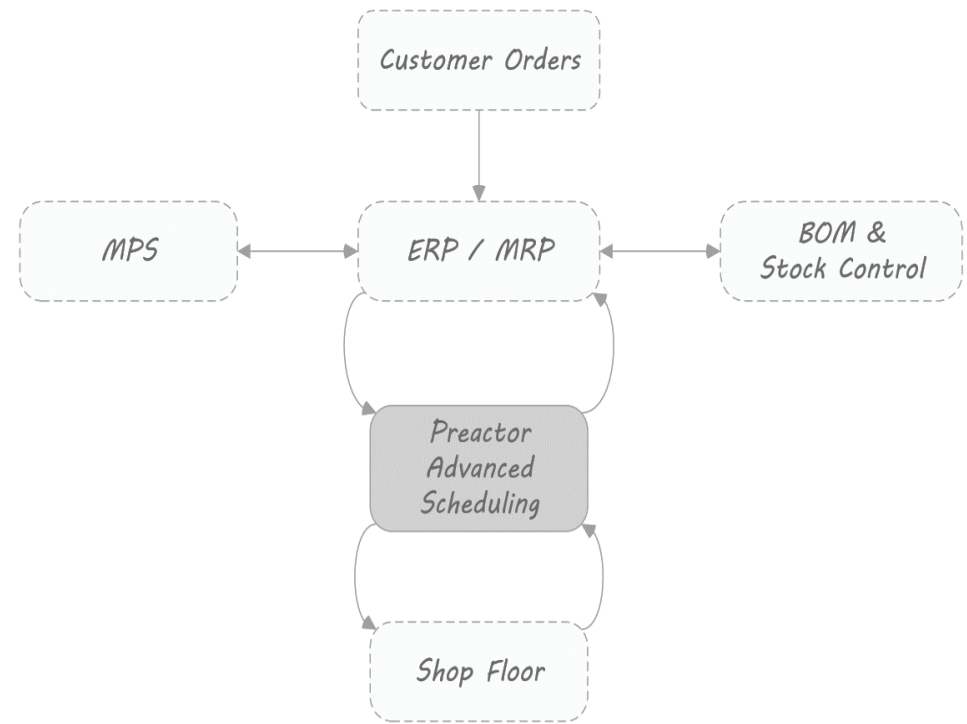 Customer Orders
MPS
ERP / MRP
BOM &
Stock Control
Preactor
Advanced
Scheduling
Shop Floor